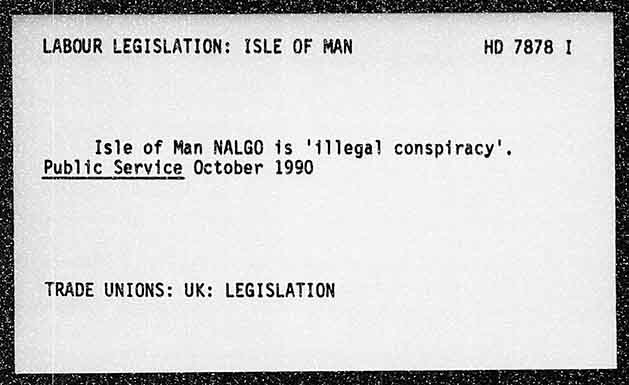 LABOUR LEGISLATION: ISLE OF MAN HD 7878 I
Isle of Man NALGO is 'illegal conspiracy'.
Public Service October 1990
TRADE UNIONS: UK: LEGISLATION